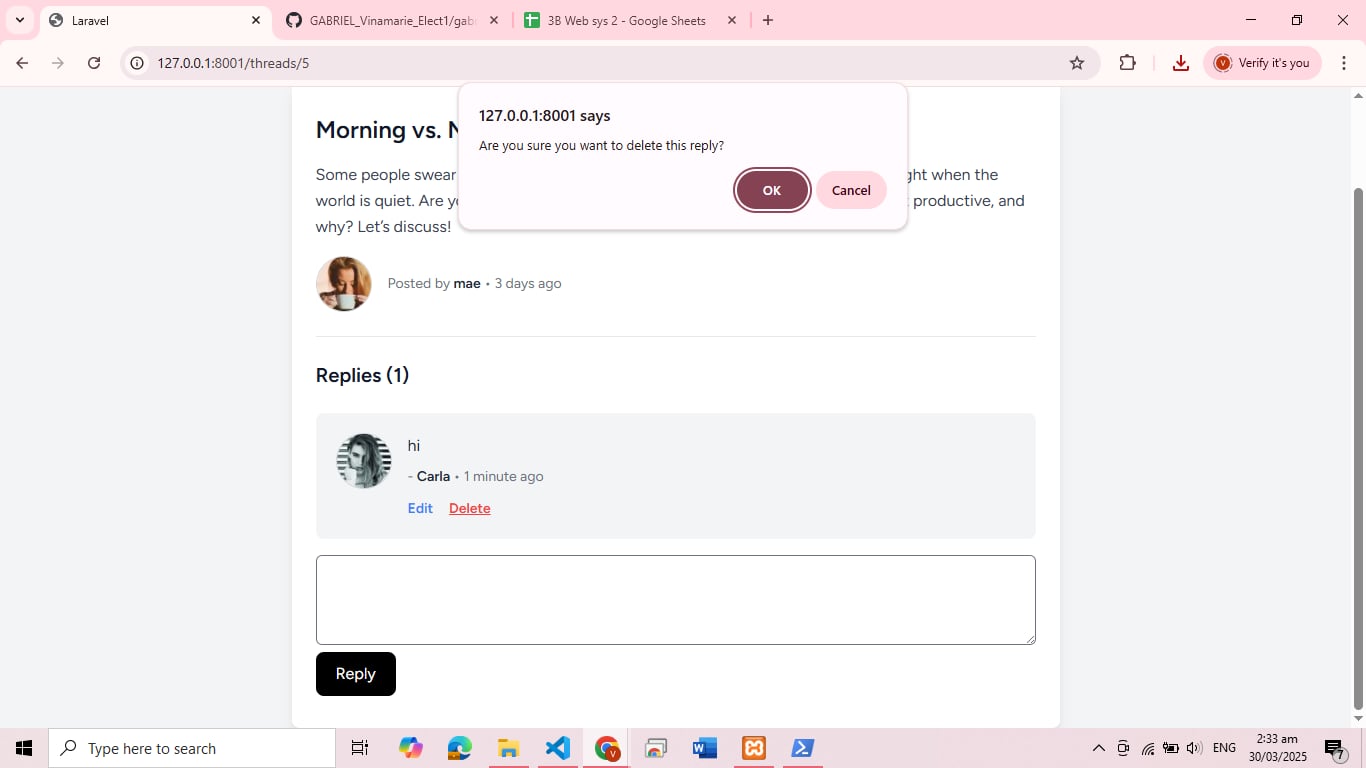 Laravel
GABRIEL_Vinamarie_Elect1/gab
3B Web sys 2 - Google Sheets
127.0.0.1:8001/threads/5
Verify it's you
127.0.0.1:8001 says
Are you sure you want to delete this reply?
OK
Cancel
Morning vs.
Some people swear ght when the
world is quiet. Are productive, and
why? Let’s discuss!
Posted by mae • 3 days ago
Replies (1)
hi
- Carla • 1 minute ago
Edit Delete
Reply
Type here to search
ENG
2:33 am
30/03/2025
7